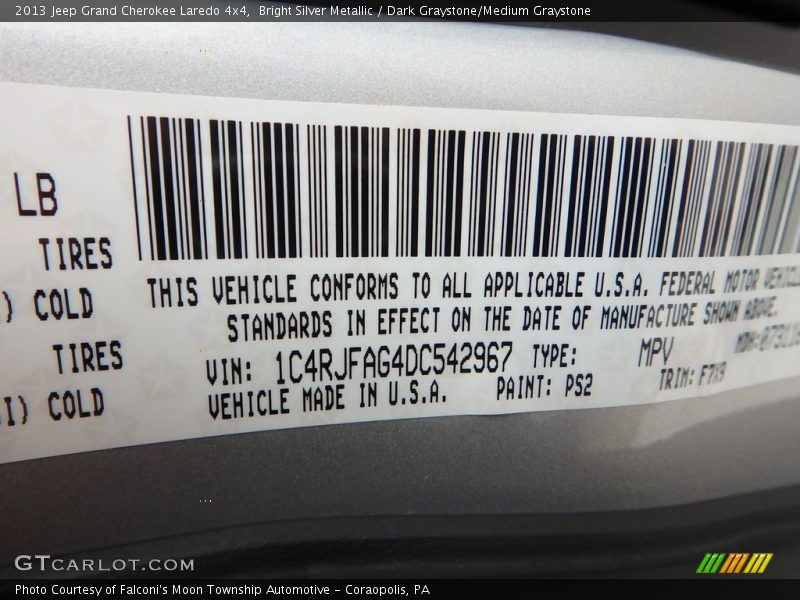 2013 Jeep Grand Cherokee Laredo 4x4,  Bright Silver Metallic / Dark Graystone/Medium Graystone
LB
TIRES
) COLD
TIRES
I) COLD
THIS VEHICLE CONFORMS TO ALL APPLICABLE U.S.A. FEDERAL MOTOR VEHICLE
STANDARDS IN EFFECT ON THE DATE OF MANUFACTURE SHOWN ABOVE.
VIN: 1C4RJFAG4DC542967 TYPE: MPV
VEHICLE MADE IN U.S.A. PAINT: PS2 TRIM: F7X9
GTCARLOT.COM
Photo Courtesy of Falconi's Moon Township Automotive - Coraopolis, PA